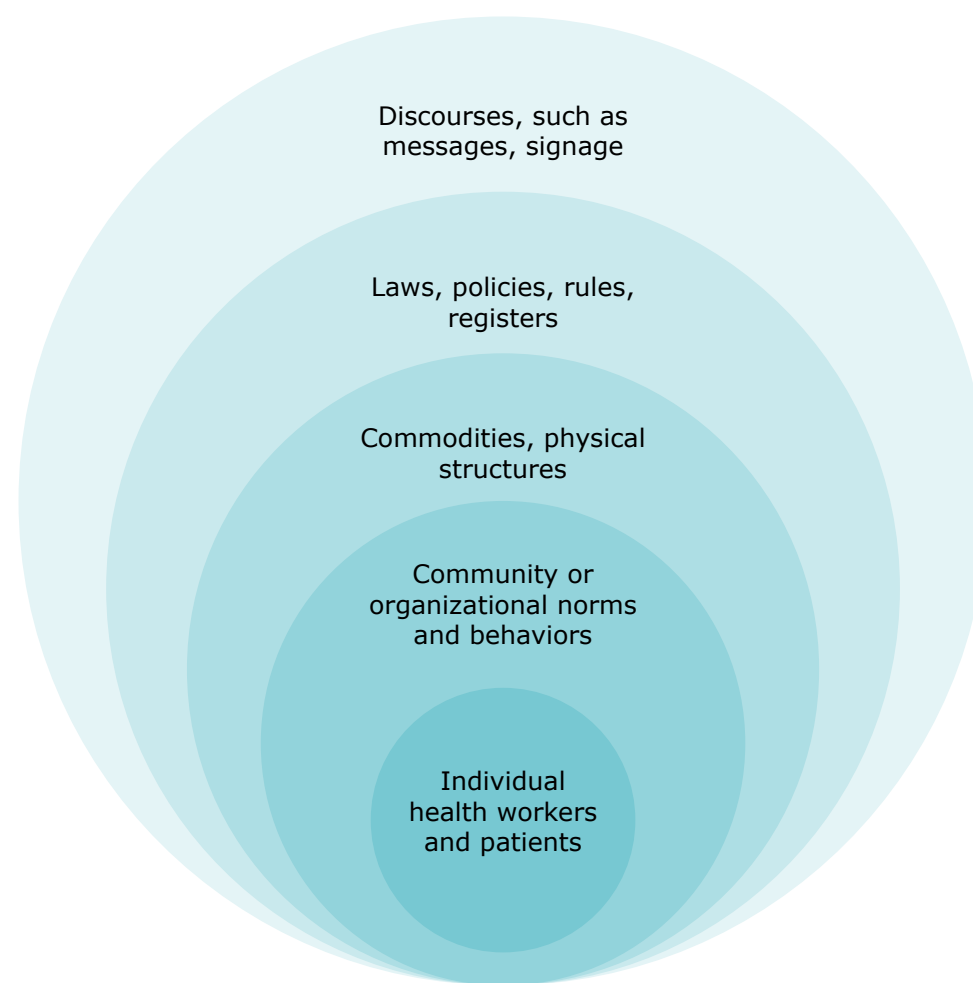 Discourses, such as
messages, signage
Laws, policies, rules,
registers
Commodities, physical
structures
Community or
organizational norms
and behaviors
Individual
health workers
and patients